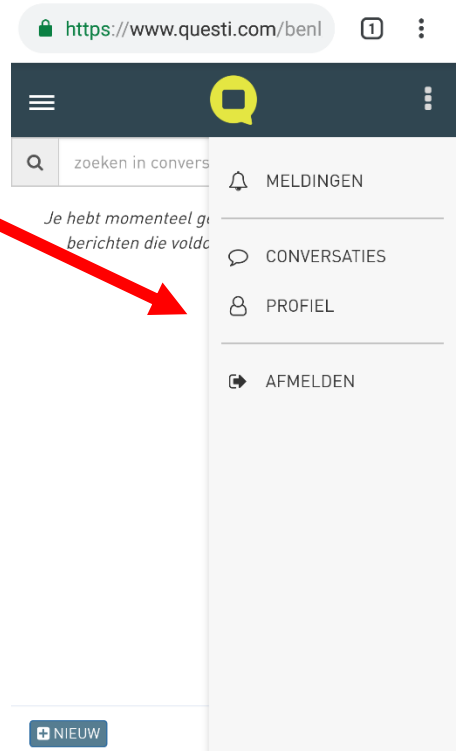 https://www.questi.com/benl 1
zoeken in convers
MELDINGEN
Je hebt momenteel ge
berichten die voldo
CONVERSATIES
PROFIEL
AFMELDEN
NIEUW